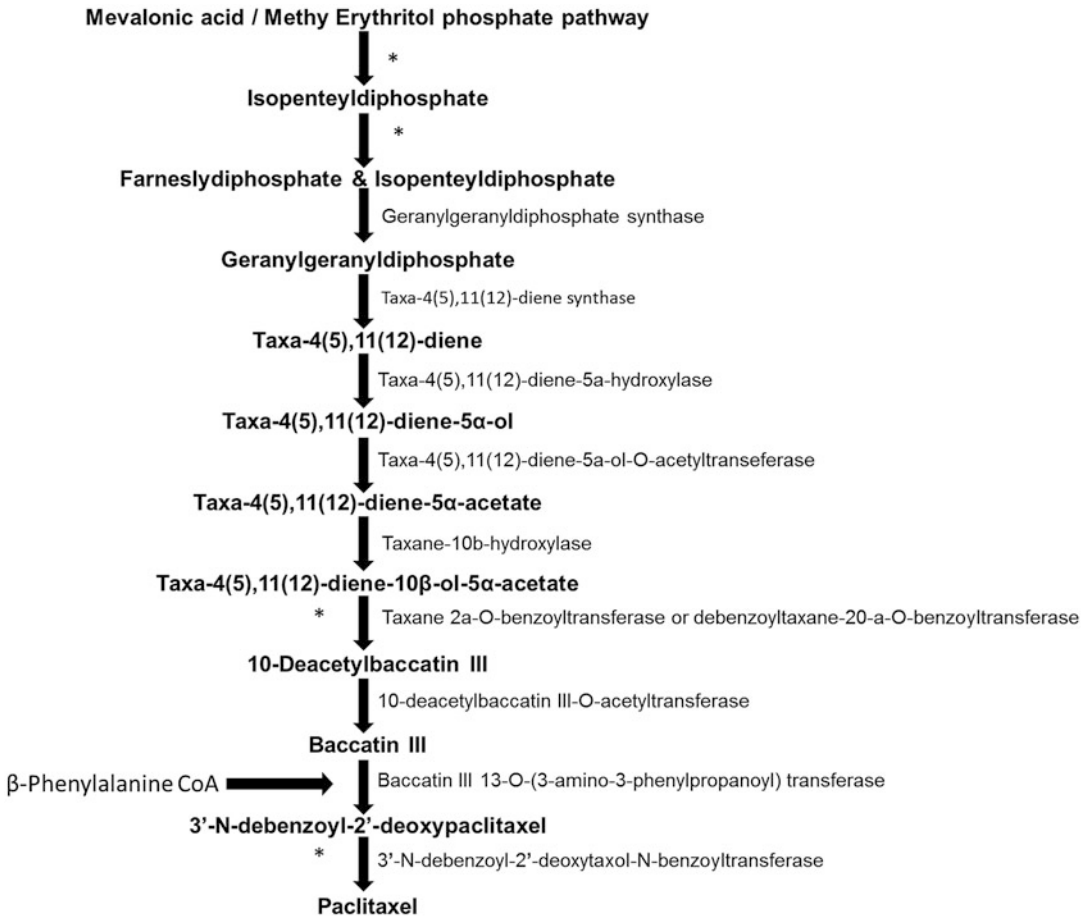 Mevalonic acid / Methy Erythritol phosphate pathway
*
Isopenteyldiphosphate
*
Farneslydiphosphate & Isopenteyldiphosphate
Geranylgeranyldiphosphate synthase
Geranylgeranyldiphosphate
Taxa-4(5),11(12)-diene synthase
Taxa-4(5),11(12)-diene
Taxa-4(5),11(12)-diene-5a-hydroxylase
Taxa-4(5),11(12)-diene-5α-ol
Taxa-4(5),11(12)-diene-5a-ol-O-acetyltranseferase
Taxa-4(5),11(12)-diene-5α-acetate
Taxane-10b-hydroxylase
Taxa-4(5),11(12)-diene-10β-ol-5α-acetate
* Taxane 2a-O-benzoyltransferase or debenzoyltaxane-20-a-O-benzoyltransferase
10-Deacetylbaccatin III
10-deacetylbaccatin III-O-acetyltransferase
Baccatin III
β-Phenylalanine CoA Baccatin III 13-O-(3-amino-3-phenylpropanoyl) transferase
3’-N-debenzoyl-2’-deoxypaclitaxel
* 3’-N-debenzoyl-2’-deoxytaxol-N-benzoyltransferase
Paclitaxel